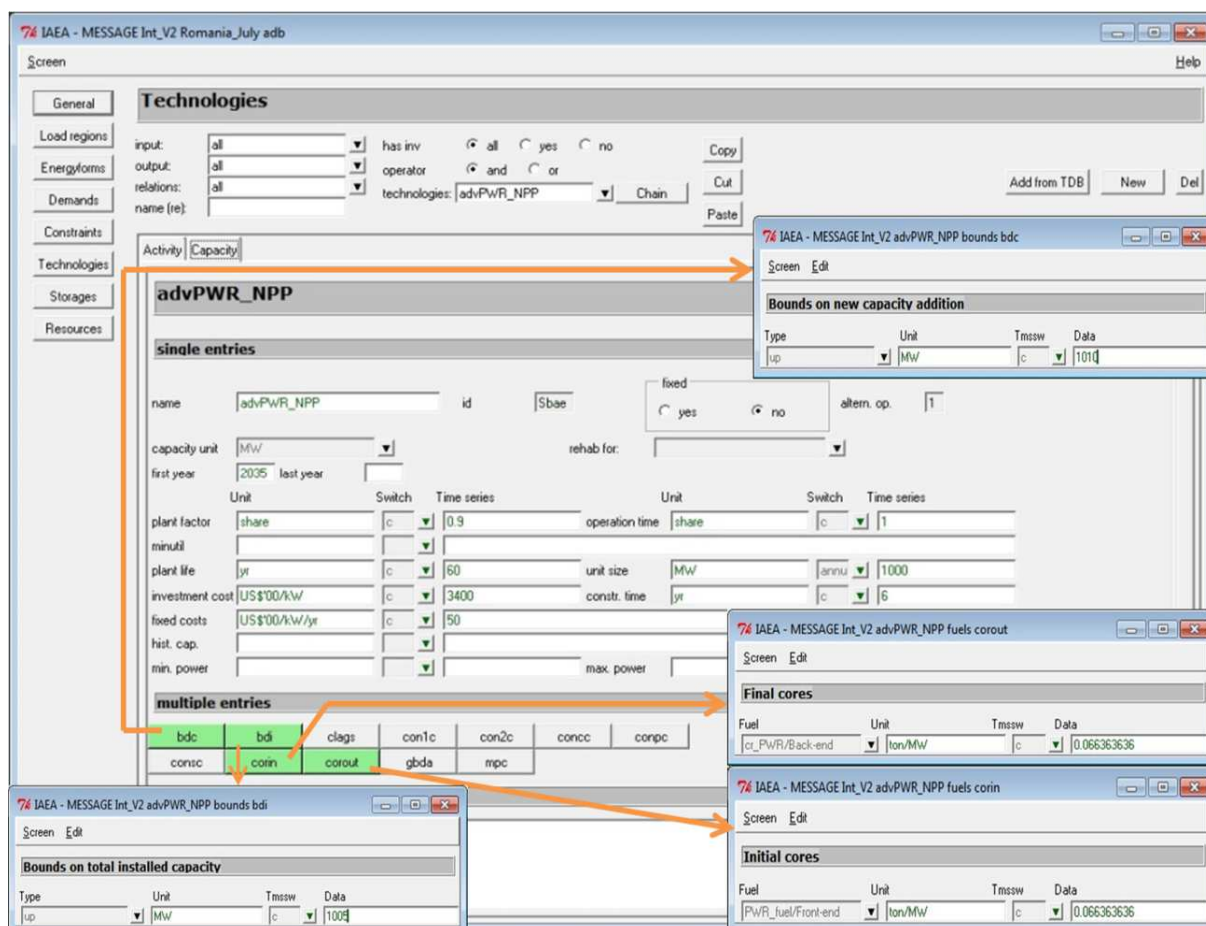 IAEA - MESSAGE Int_V2 Romania_July adb
Screen Help
General
Load regions
Energyforms
Demands
Constraints
Technologies
Storages
Resources
Technologies
input: all has inv all yes no Copy
output: all operator and or Cut
relations: all technologies: advPWR_NPP Chain Add from TDB New Del
name (re): Paste
IAEA - MESSAGE Int_V2 advPWR_NPP bounds bdc
Screen Edit
Bounds on new capacity addition
Type Unit Tmssw Data
up MW c 1010
Activity Capacity
advPWR_NPP
single entries
name advPWR_NPP id Sbae fixed yes no altern. op. 1
capacity unit MW rehab for:
first year 2035 last year
Unit Switch Time series Unit Switch Time series
plant factor share c 0.9 operation time share c 1
minutil
plant life yr c 60 unit size MW annu 1000
investment cost US$'00/kW c 3400 constr. time yr c 6
fixed costs US$'00/kW/yr c 50
hist. cap.
min. power max. power
multiple entries
bdc bdi clags con1c con2c concc conpc
consc corin corout gbda mpc
IAEA - MESSAGE Int_V2 advPWR_NPP fuels corout
Screen Edit
Final cores
Fuel Unit Tmssw Data
cr_PWR/Back-end ton/MW c 0.066363636
IAEA - MESSAGE Int_V2 advPWR_NPP fuels corin
Screen Edit
Initial cores
Fuel Unit Tmssw Data
PWR_fuel/Front-end ton/MW c 0.066363636
IAEA - MESSAGE Int_V2 advPWR_NPP bounds bdi
Screen Edit
Bounds on total installed capacity
Type Unit Tmssw Data
up MW c 1005